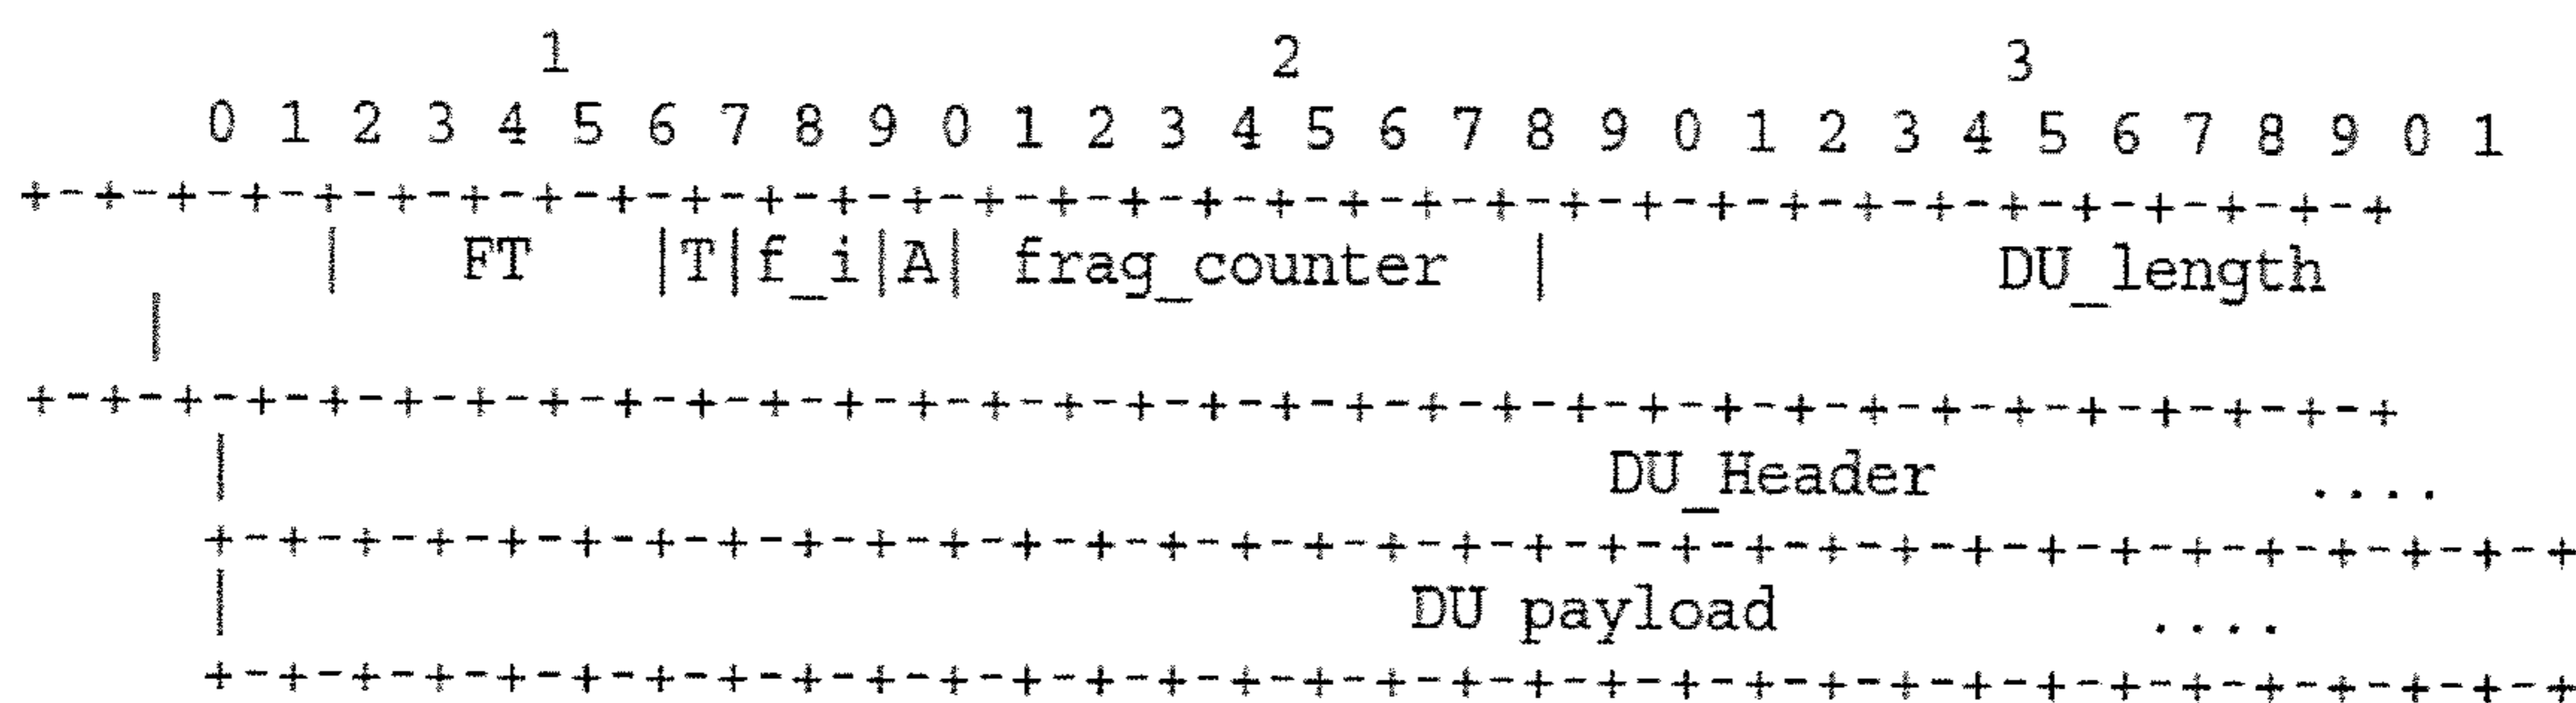 1 2 3
0 1 2 3 4 5 6 7 8 9 0 1 2 3 4 5 6 7 8 9 0 1 2 3 4 5 6 7 8 9 0 1
+-+-+-+-+-+-+-+-+-+-+-+-+-+-+-+-+-+-+-+-+-+-+-+-+-+-+-+-+-+-+-+-+
| FT |T|f_i|A| frag_counter | DU_length
|
+-+-+-+-+-+-+-+-+-+-+-+-+-+-+-+-+-+-+-+-+-+-+-+-+-+-+-+-+-+-+-+-+
| DU_Header ....
+-+-+-+-+-+-+-+-+-+-+-+-+-+-+-+-+-+-+-+-+-+-+-+-+-+-+-+-+-+-+-+-+
| DU payload ....
+-+-+-+-+-+-+-+-+-+-+-+-+-+-+-+-+-+-+-+-+-+-+-+-+-+-+-+-+-+-+-+-+